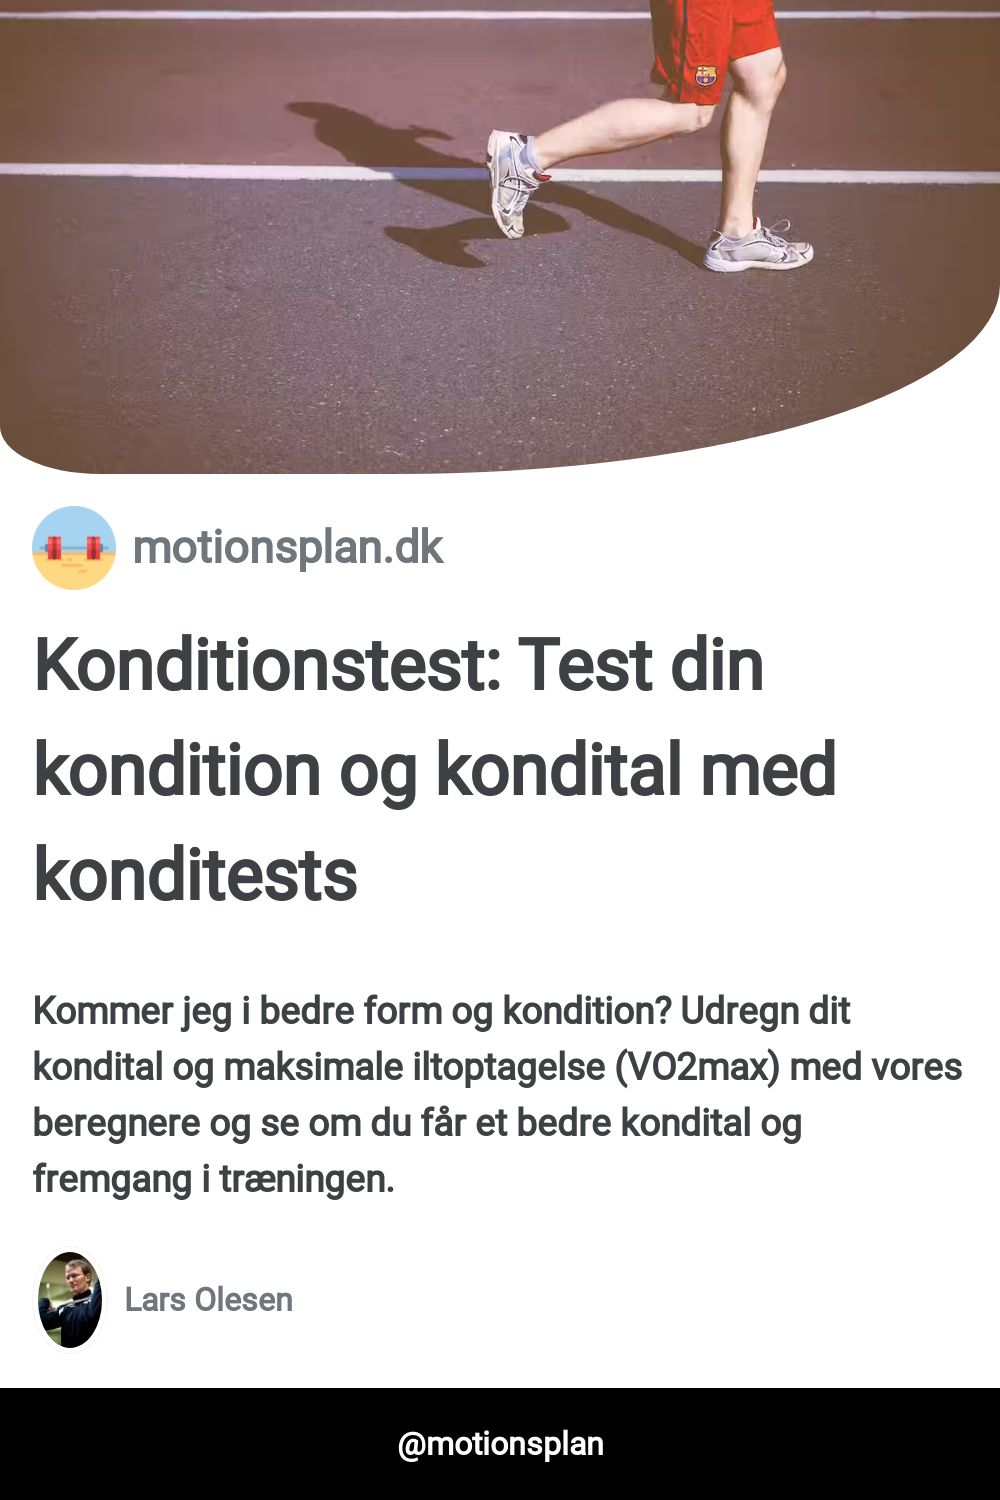 motionsplan.dk
Konditionstest: Test din
kondition og kondital med
konditests
Kommer jeg i bedre form og kondition? Udregn dit
kondital og maksimale iltoptagelse (VO2max) med vores
beregnere og se om du får et bedre kondital og
fremgang i træningen.
Lars Olesen
@motionsplan